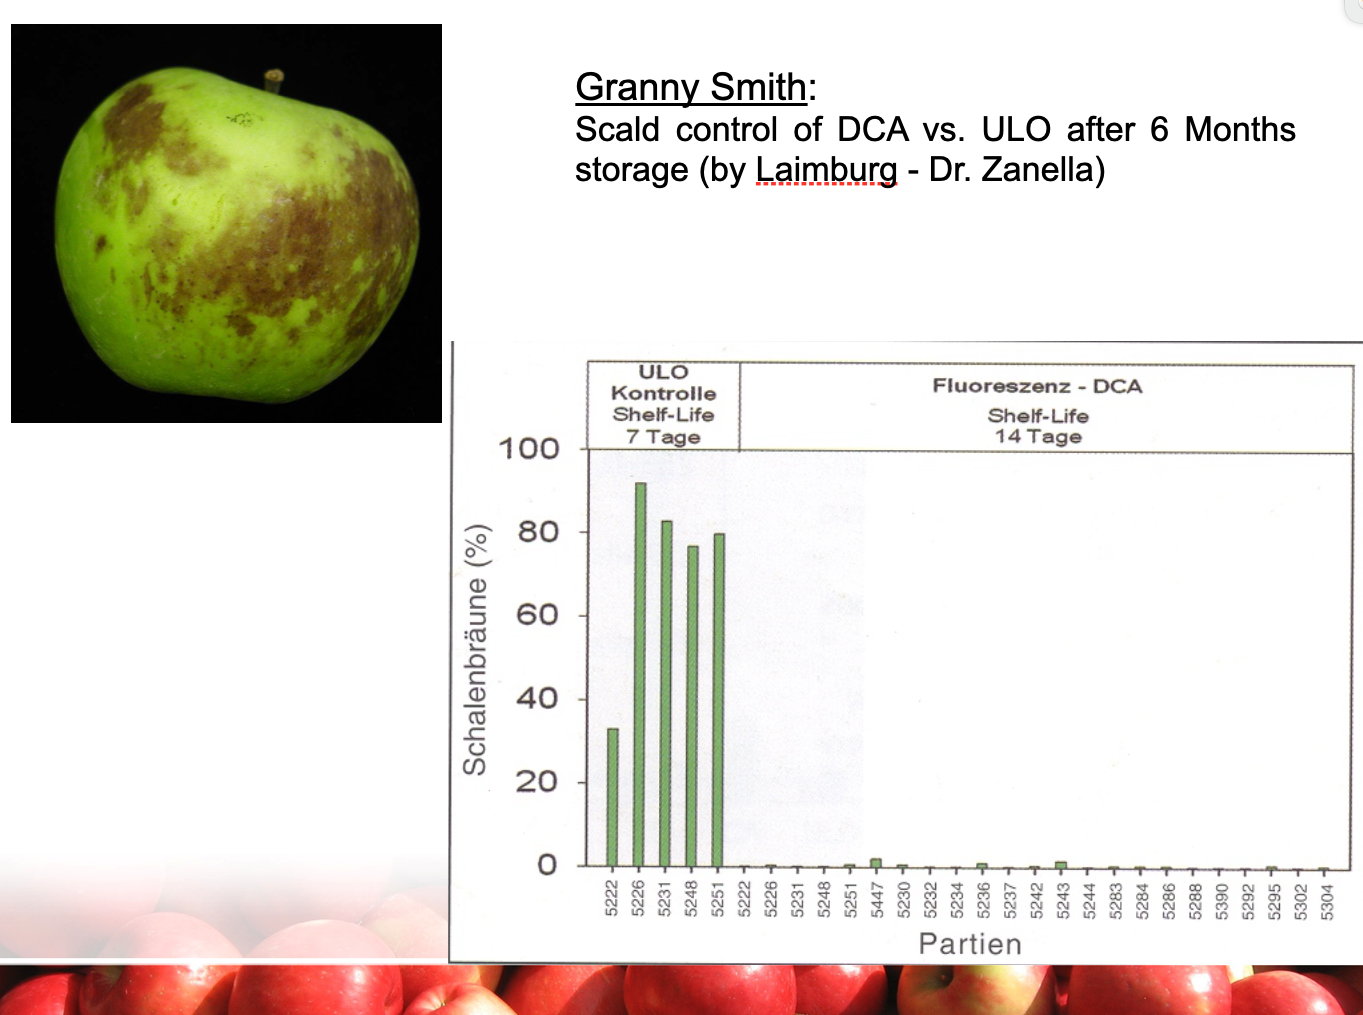 Granny Smith:
Scald control of DCA vs. ULO after 6 Months
storage (by Laimburg - Dr. Zanella)
ULO
Kontrolle
Shelf-Life
7 Tage
Fluoreszenz - DCA
Shelf-Life
14 Tage
Schalenbräune (%)
100
80
60
40
20
0
5222 5226 5231 5248 5251 5222 5226 5231 5248 5251 5447 5230 5232 5234 5236 5237 5242 5243 5244 5283 5284 5286 5288 5390 5292 5295 5302 5304
Partien